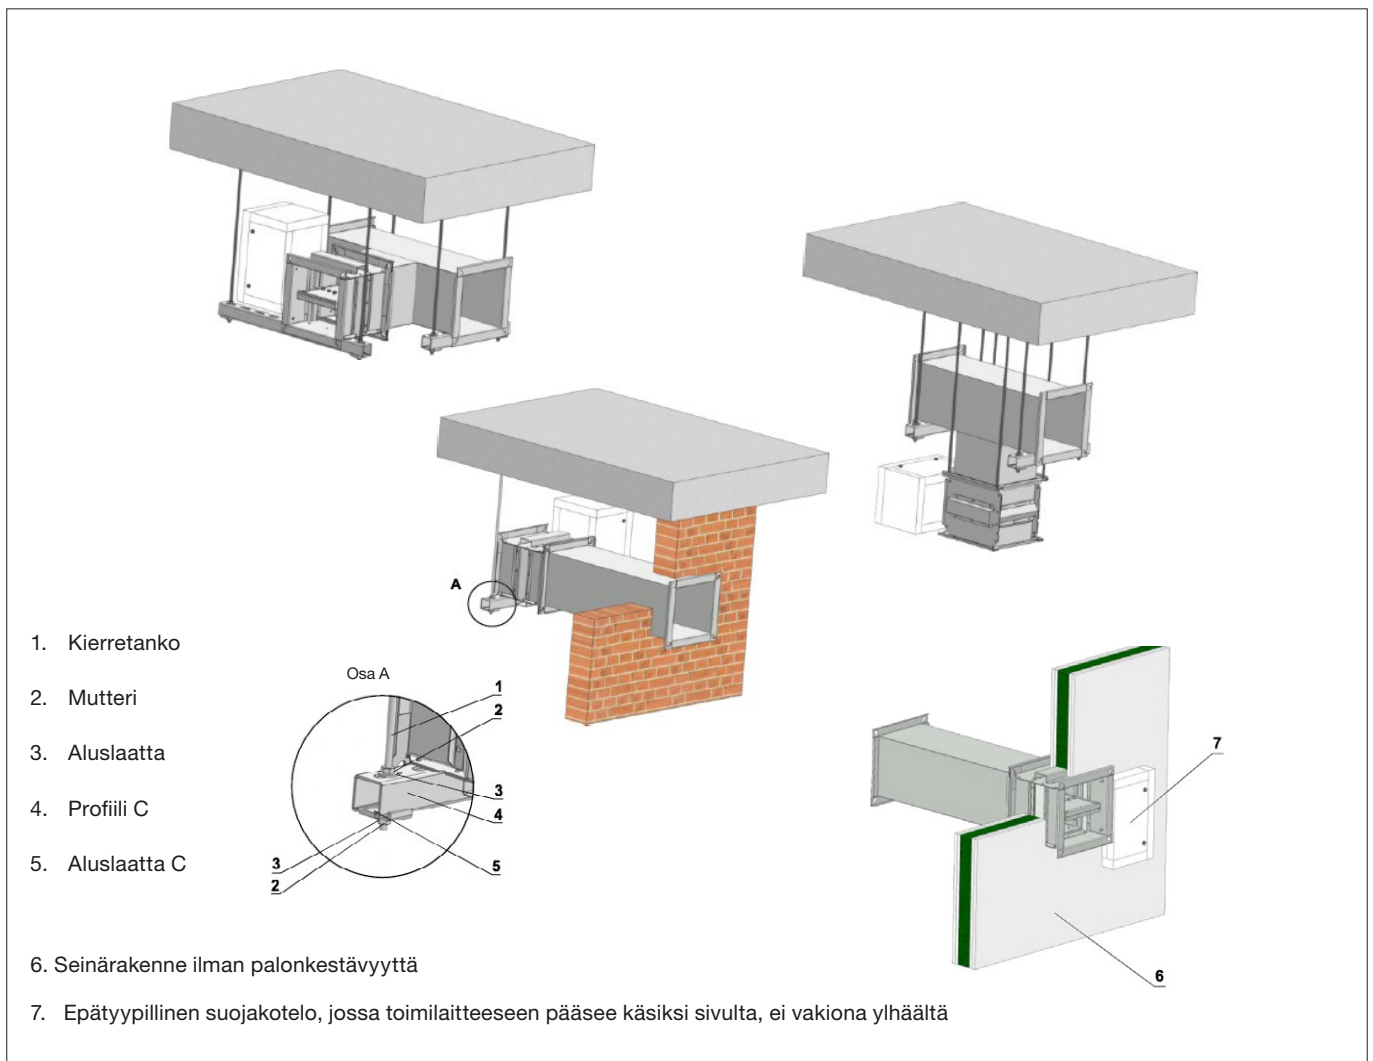 A
1. Kierretanko
2. Mutteri
3. Aluslaatta
4. Profiili C
5. Aluslaatta C
Osa A
1
2
3
4
3
5
2
7
6
6. Seinärakenne ilman palonkestävyyttä
7. Epätyypillinen suojakotelo, jossa toimilaitteeseen pääsee käsiksi sivulta, ei vakiona ylhäältä